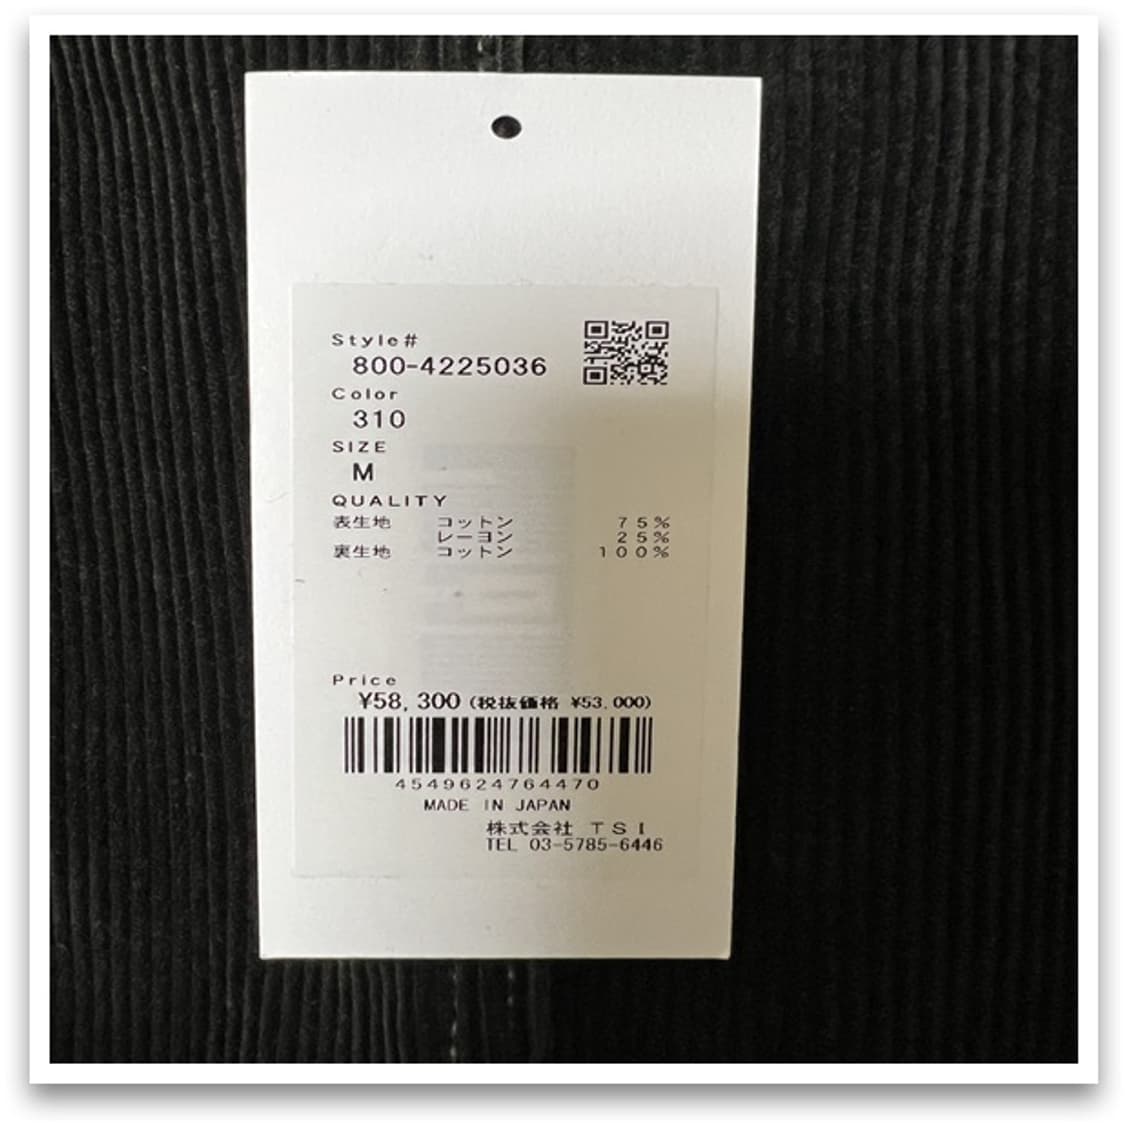 Style#
800-4225036
Color
310
SIZE
M
QUALITY
表生地 コットン 75%
レーヨン 25%
裏生地 コットン 100%
Price
¥58,300 (税抜価格 ¥53,000)
4549624764470
MADE IN JAPAN
株式会社 TSI
TEL 03-5785-6446